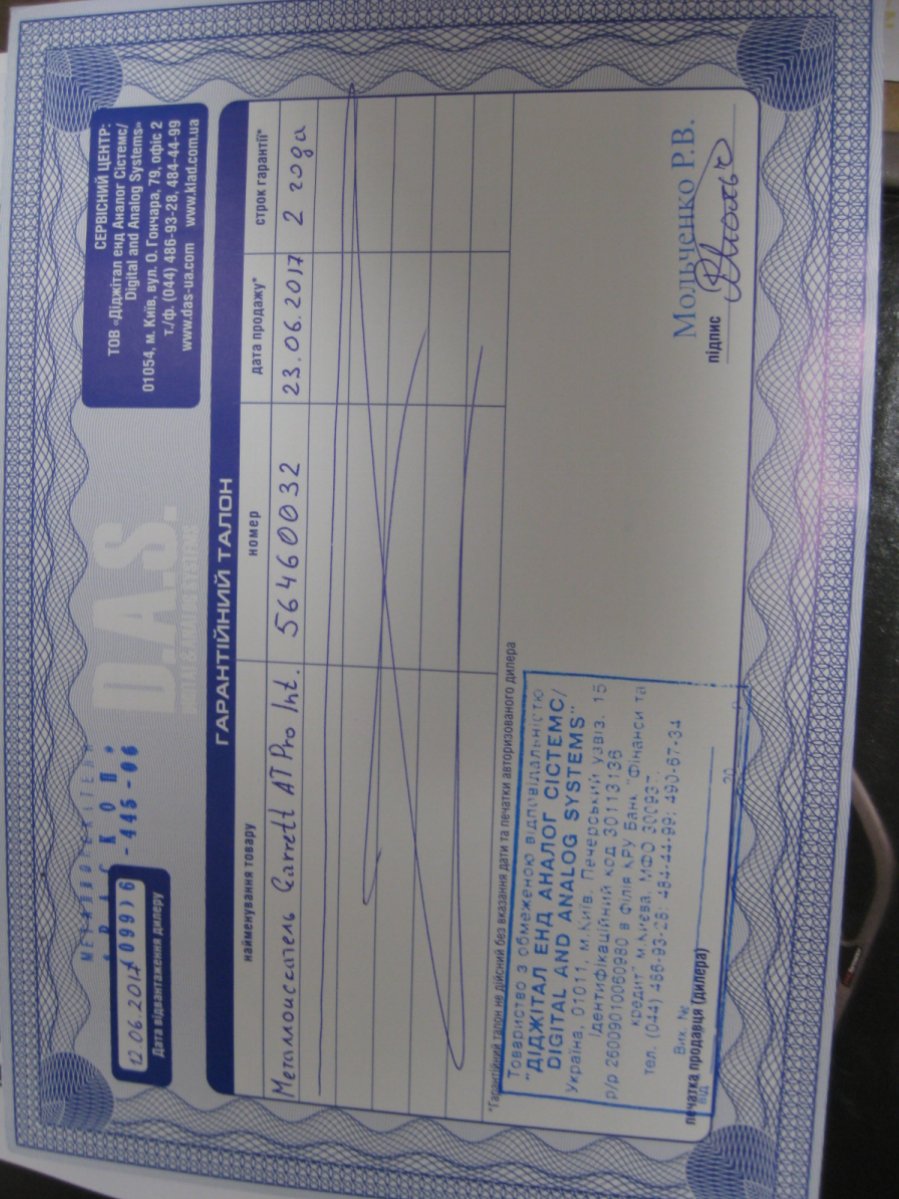 СЕРВІСНИЙ ЦЕНТР:
ТОВ «Діджітал енд Аналог Сістемс/
Digital and Analog Systems»
01054, м. Київ, вул. О. Гончара, 79, офіс 2
т./ф. (044) 486-93-28, 484-44-99
www.das-ua.com www.klad.com.ua
D.A.S.
DIGITAL & ANALOG SYSTEMS
12.06.2017
Дата відвантаження дилеру
ГАРАНТІЙНИЙ ТАЛОН
найменування товару номер дата продажу* строк гарантії*
Металлоискатель Garrett AT Pro Int. 56460032 23.06.2017 2 года
*Гарантійний талон не дійсний без вказання дати та печатки авторизованого дилера
Товариство з обмеженою відповідальністю
"ДІДЖІТАЛ ЕНД АНАЛОГ СІСТЕМС/
DIGITAL AND ANALOG SYSTEMS"
Україна, 01011, м.Київ, Печерський узвіз, 15
Ідентифікаційний код 30113136
р/р 26009010060980 в Філія КРУ Банк "Фінанси та
кредит" м.Києва, МФО 300937
тел. (044) 486-93-28; 484-44-99; 490-67-34
Вих. №
від
печатка продавця (дилера)
Мольченко Р.В.
підпис